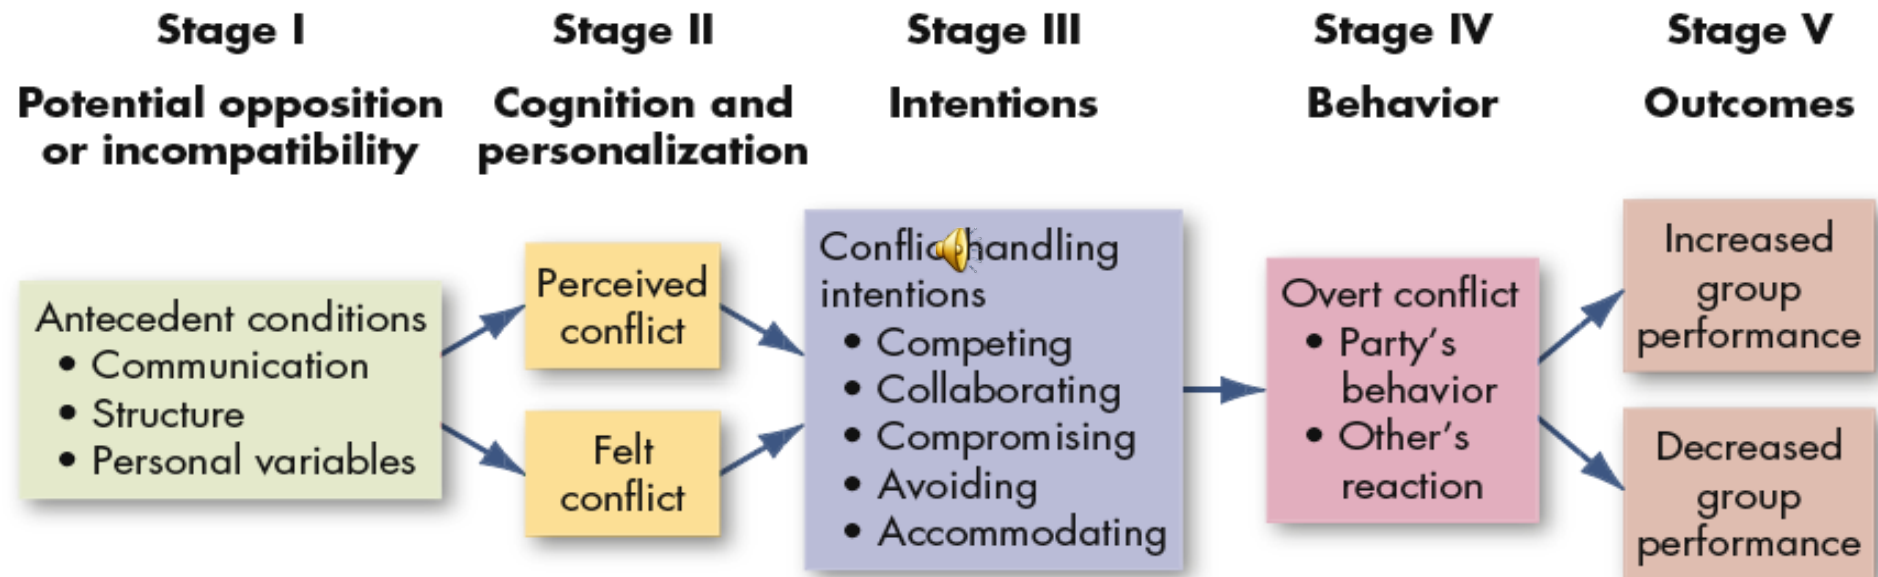 Stage I
Potential opposition
or incompatibility
Stage II
Cognition and
personalization
Stage III
Intentions
Stage IV
Behavior
Stage V
Outcomes
Antecedent conditions
• Communication
• Structure
• Personal variables
Perceived
conflict
Felt
conflict
Conflic handling
intentions
• Competing
• Collaborating
• Compromising
• Avoiding
• Accommodating
Overt conflict
• Party's
behavior
• Other's
reaction
Increased
group
performance
Decreased
group
performance